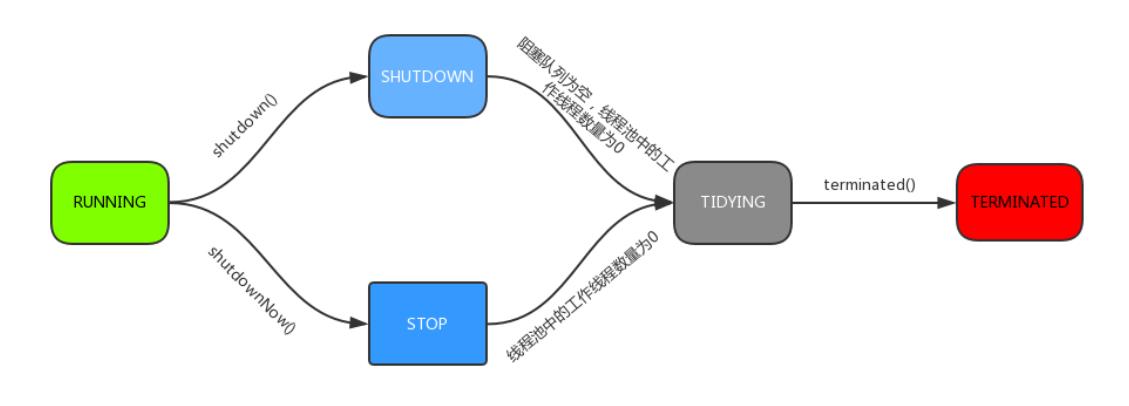 SHUTDOWN
阻塞队列为空，线程池中的工
作线程数量为0
shutdown()
RUNNING
TIDYING
terminated()
TERMINATED
shutdownNow()
STOP
线程池中的工作线程数量为0